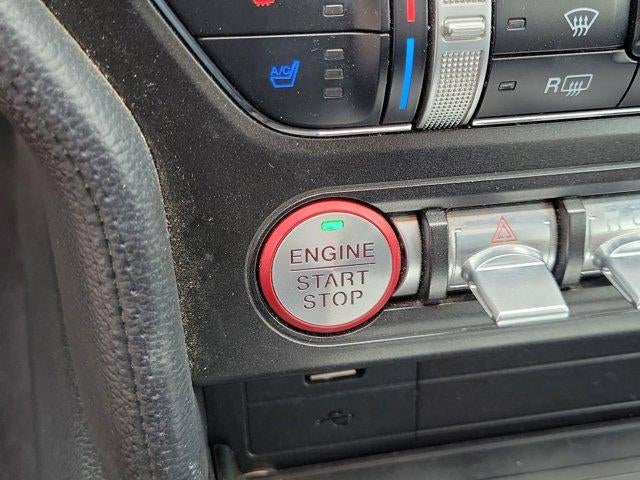 A/C
R
ENGINE
START
STOP